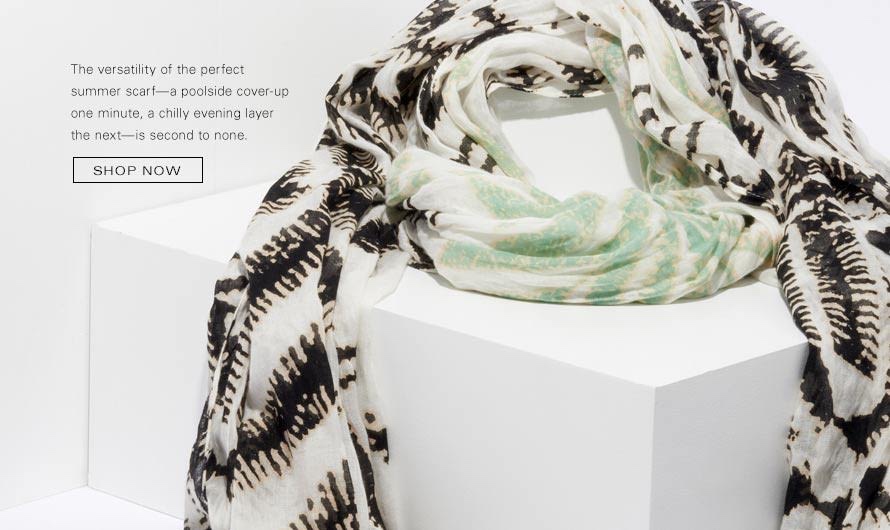 The versatility of the perfect
summer scarf—a poolside cover-up
one minute, a chilly evening layer
the next—is second to none.
SHOP NOW